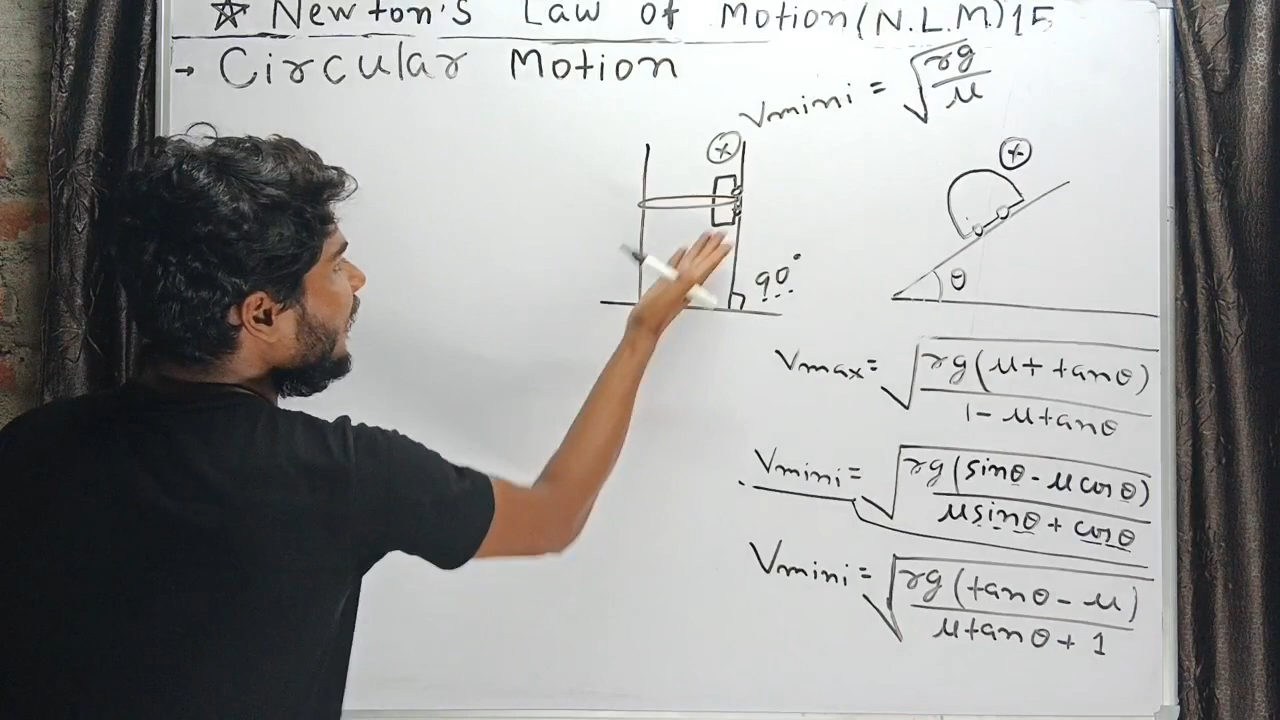 ☆ Newton's Law of Motion (N.L.M) 15
→ Circular Motion
Vmini = √(rg/μ)
90°
θ
Vmax = √(rg(μ + tanθ)/1 - μtanθ)
Vmini = √(rg(sinθ - μcosθ)/μsinθ + cosθ)
Vmini = √(rg(tanθ - μ)/μtanθ + 1)